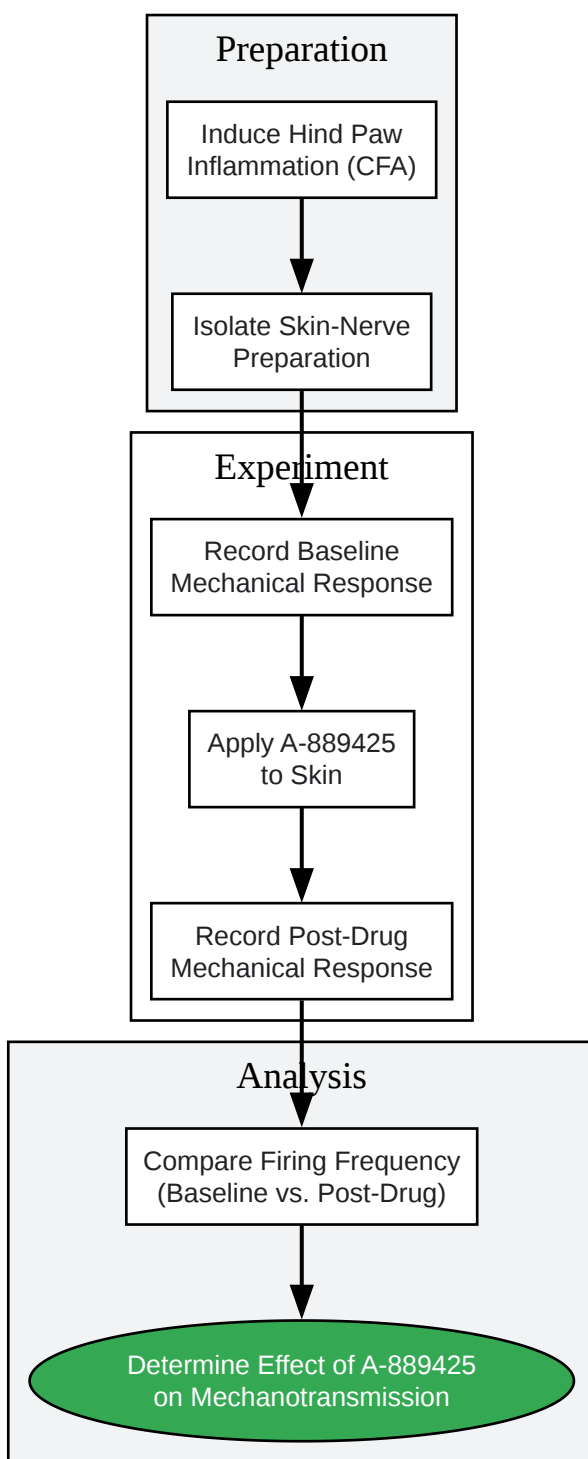 Preparation
Induce Hind Paw
Inflammation (CFA)
Isolate Skin-Nerve
Preparation
Experiment
Record Baseline
Mechanical Response
Apply A-889425
to Skin
Record Post-Drug
Mechanical Response
Analysis
Compare Firing Frequency
(Baseline vs. Post-Drug)
Determine Effect of A-889425
on Mechanotransmission